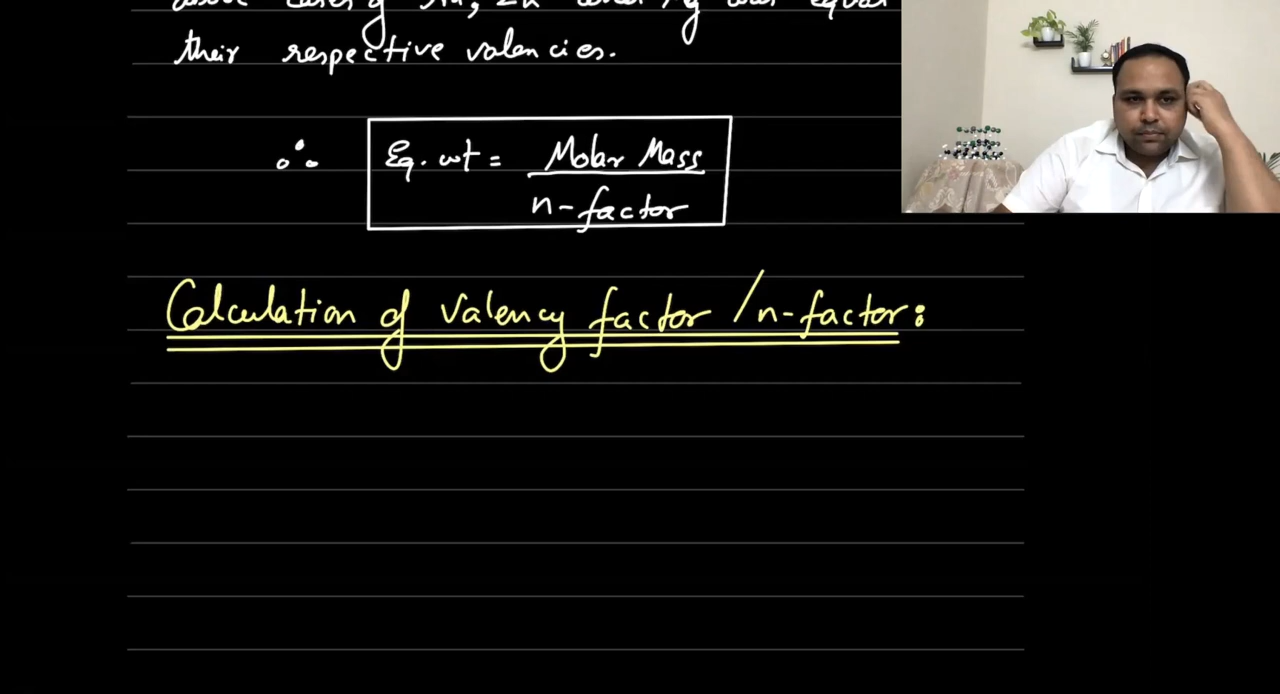 their respective valencies.
∴ Eq. wt = Molar Mass
n-factor
Calculation of valency factor / n-factor: